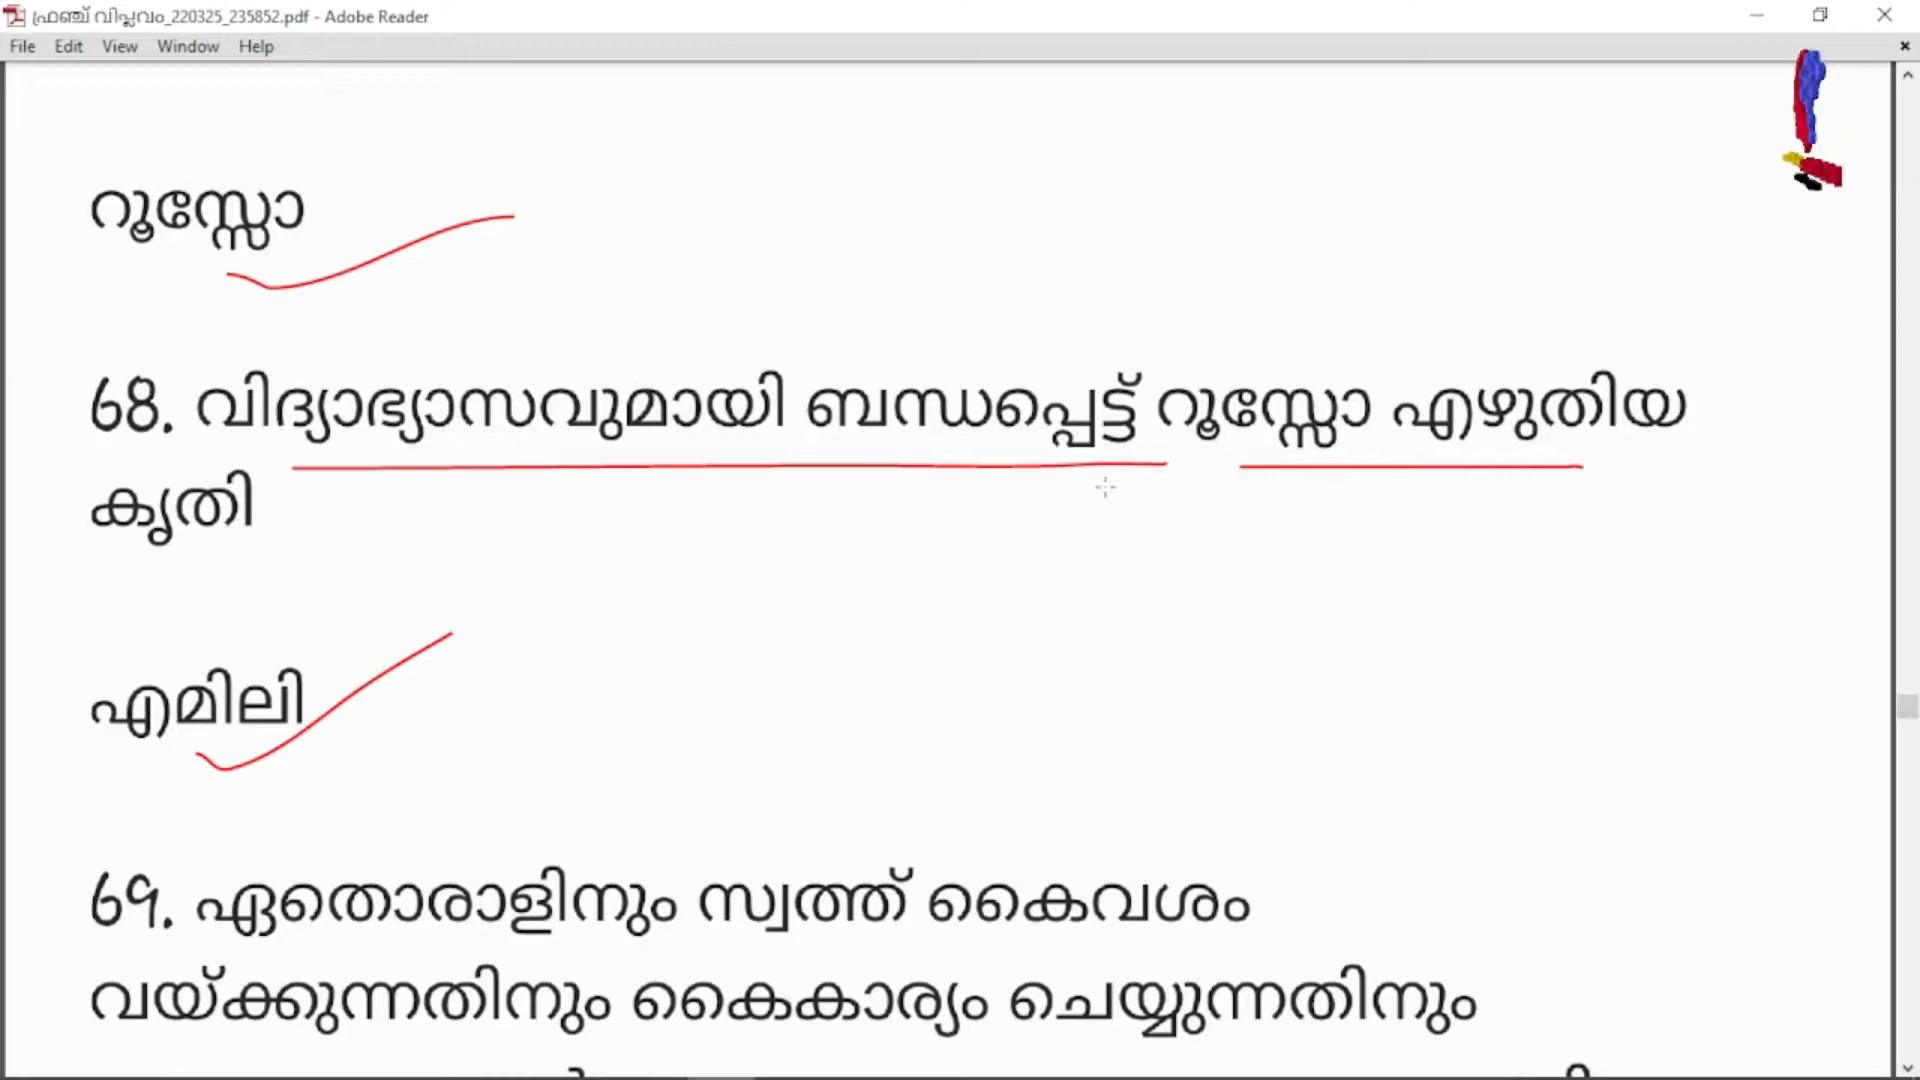 ഫ്രഞ്ച് വിപ്ലവം_220325_235852.pdf - Adobe Reader
File Edit View Window Help
റൂസ്സോ
68. വിദ്യാഭ്യാസവുമായി ബന്ധപ്പെട്ട് റൂസ്സോ എഴുതിയ
കൃതി
എമിലി
69. ഏതൊരാളിനും സ്വത്ത് കൈവശം
വയ്ക്കുന്നതിനും കൈകാര്യം ചെയ്യുന്നതിനും